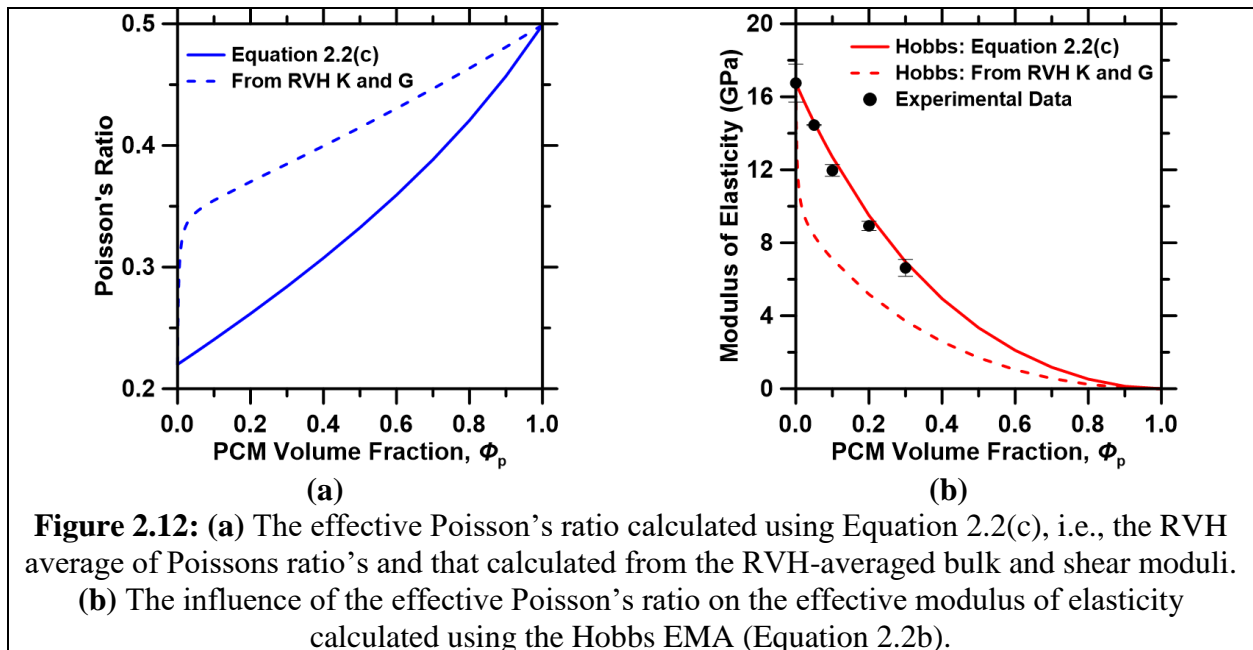 0.5
0.4
0.3
0.2
Poisson's Ratio
Equation 2.2(c)
From RVH K and G
0.0 0.2 0.4 0.6 0.8 1.0
PCM Volume Fraction, Φp
(a)
20
16
12
8
4
0
Modulus of Elasticity (GPa)
Hobbs: Equation 2.2(c)
Hobbs: From RVH K and G
Experimental Data
0.0 0.2 0.4 0.6 0.8 1.0
PCM Volume Fraction, Φp
(b)
Figure 2.12: (a) The effective Poisson's ratio calculated using Equation 2.2(c), i.e., the RVH
average of Poissons ratio's and that calculated from the RVH-averaged bulk and shear moduli.
(b) The influence of the effective Poisson's ratio on the effective modulus of elasticity
calculated using the Hobbs EMA (Equation 2.2b).